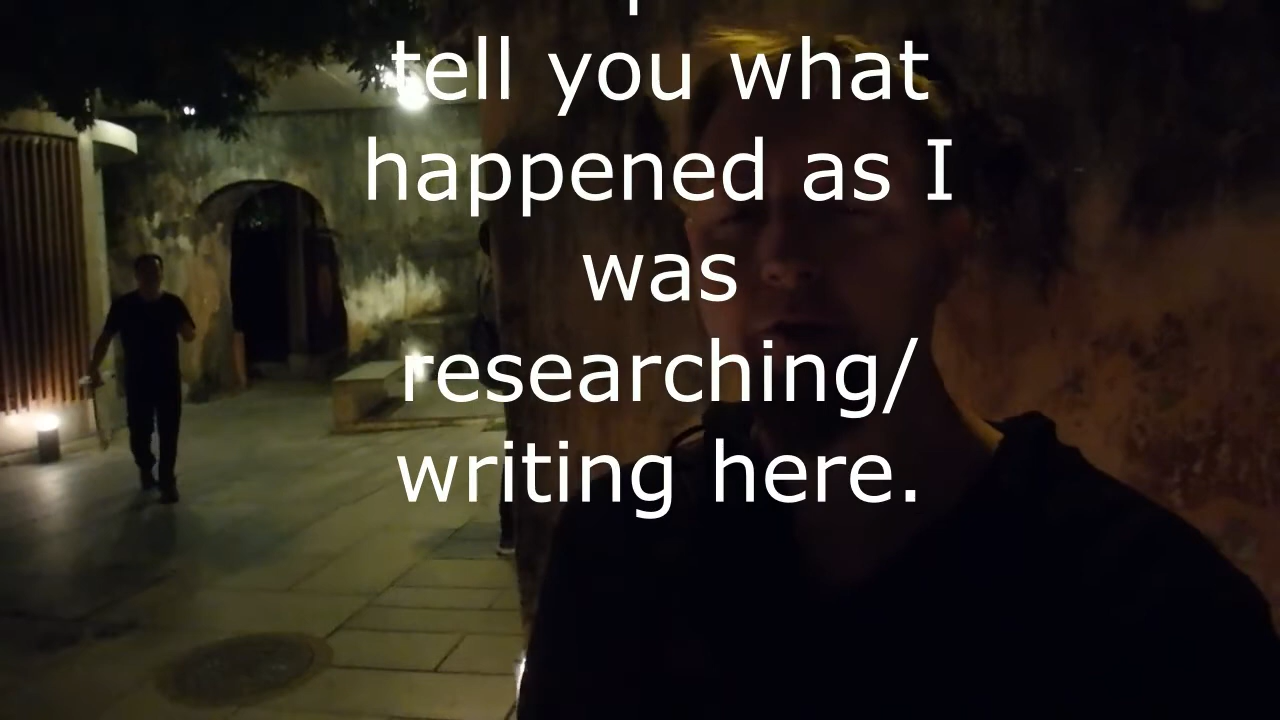 tell you what
happened as I
was
researching/
writing here.